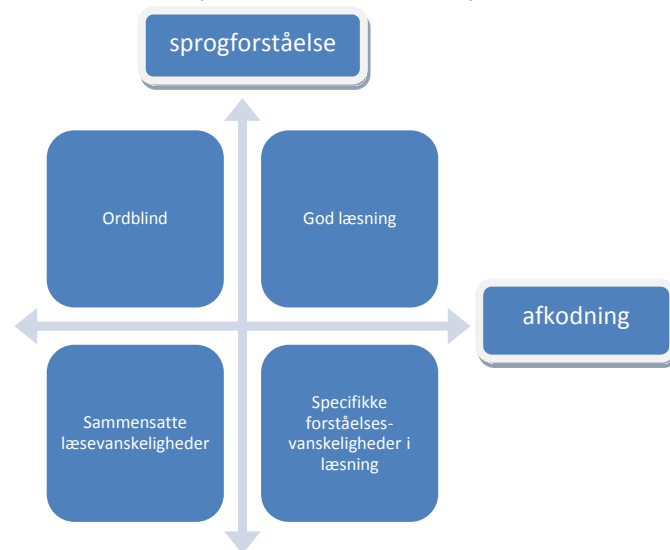 sprogforståelse
Ordblind
God læsning
afkodning
Sammensatte
læsevanskeligheder
Specifikke
forståelses-
vanskeligheder i
læsning